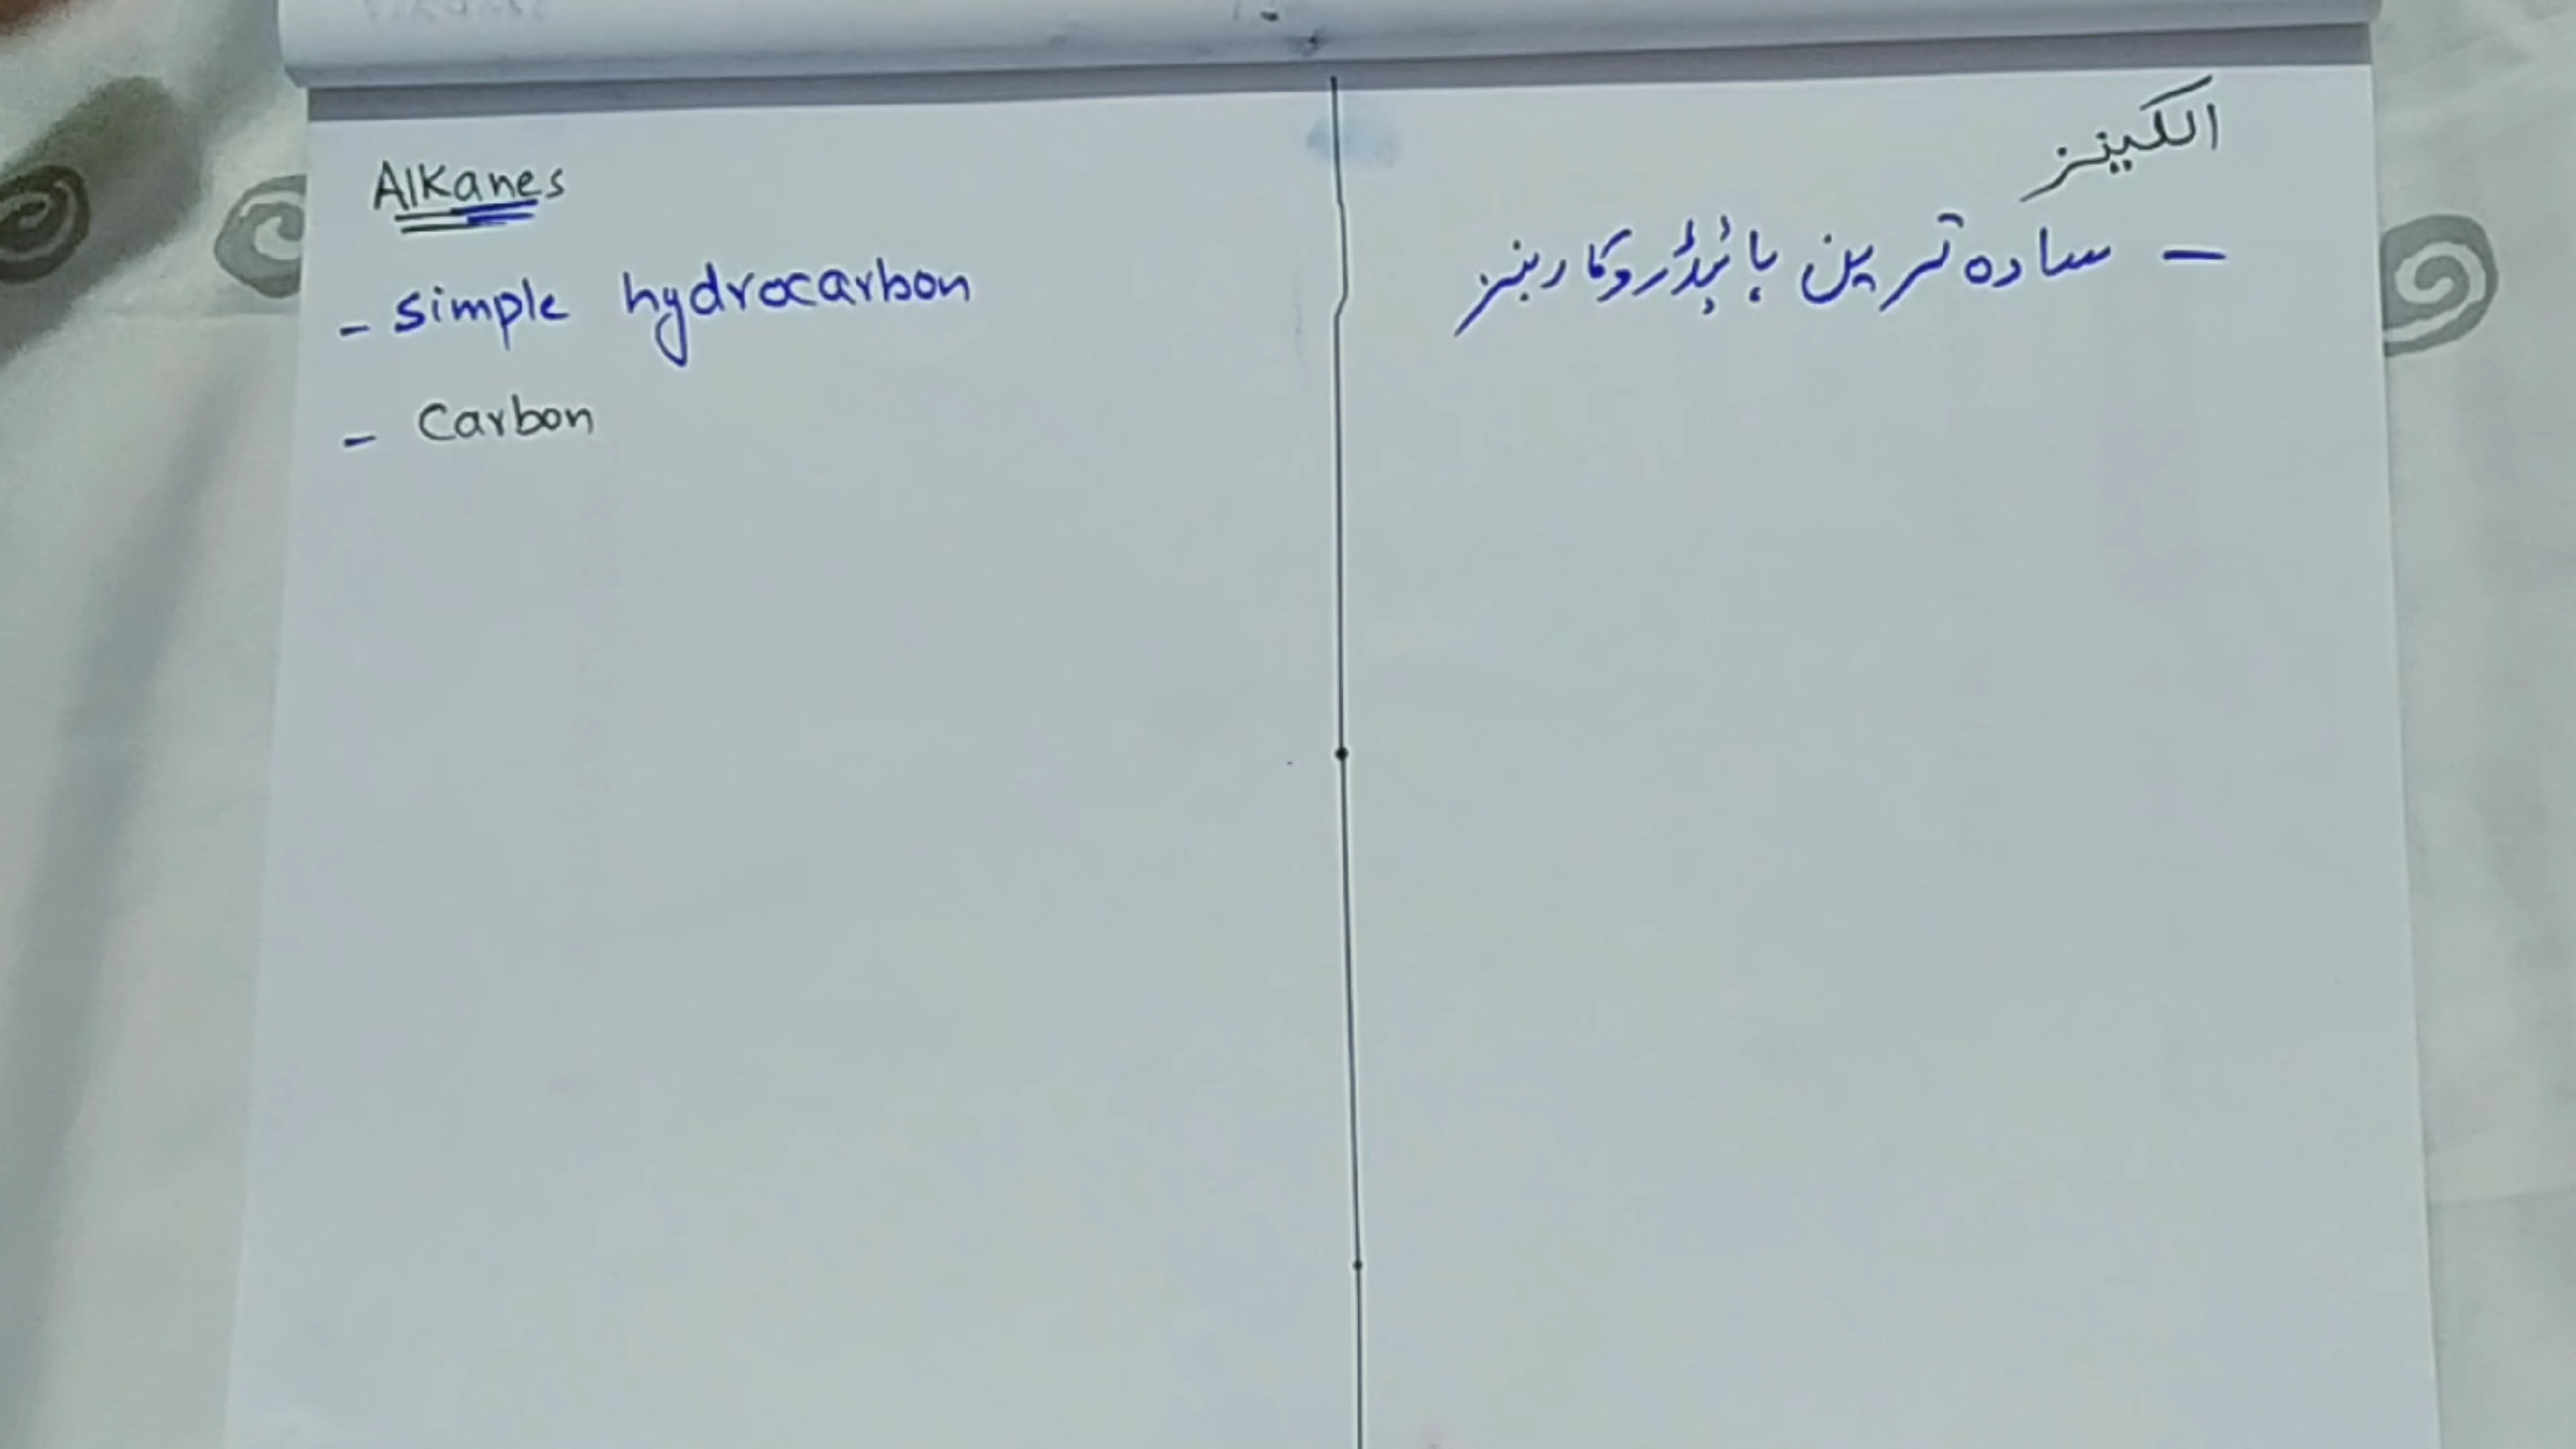 Alkanes
- simple hydrocarbon
- Carbon
الکینز
- سادہ ترین ہائیڈروکاربنز